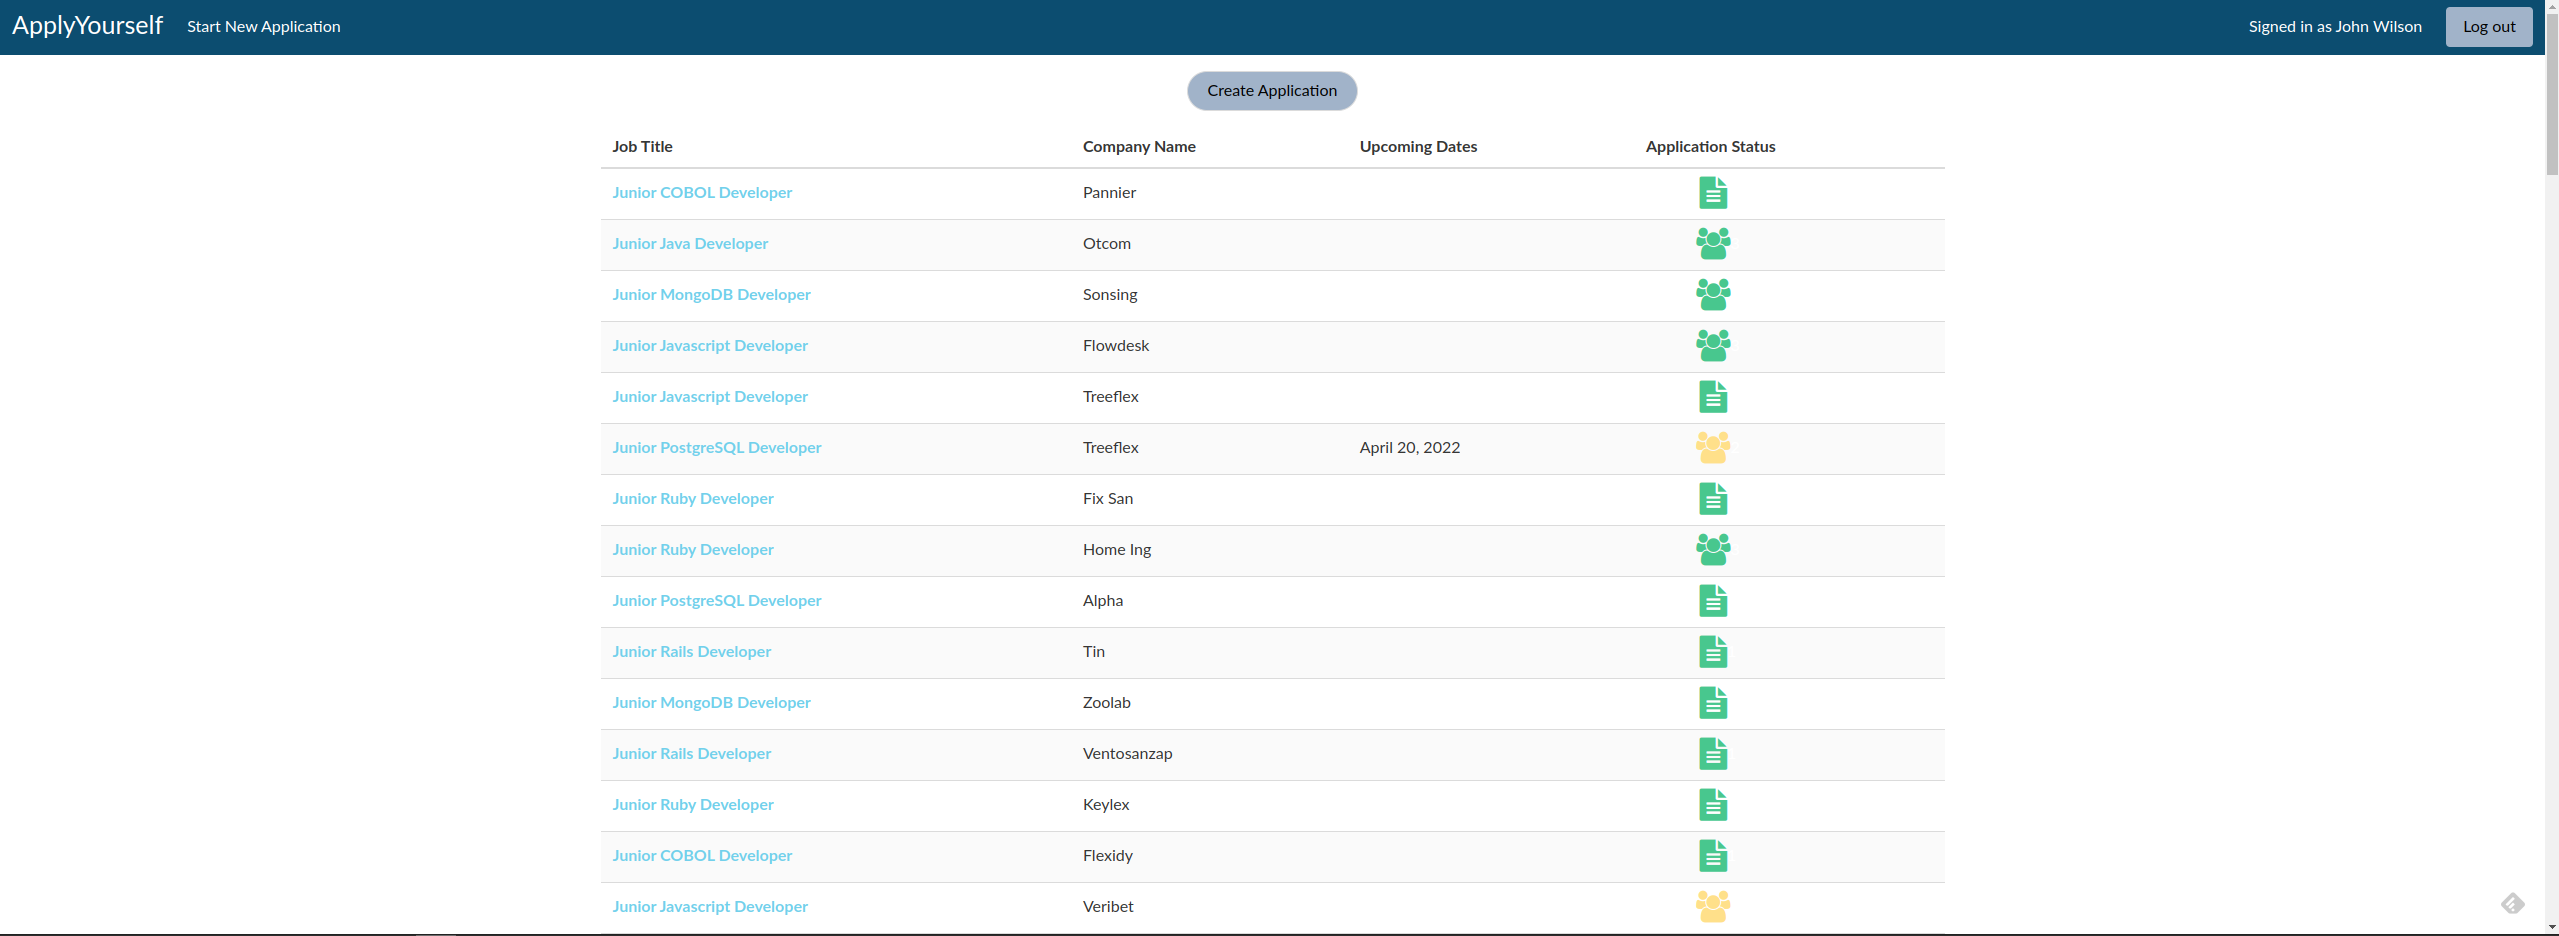 ApplyYourself Start New Application Signed in as John Wilson Log out
Create Application
Job Title Company Name Upcoming Dates Application Status
Junior COBOL Developer Pannier
Junior Java Developer Otcom
Junior MongoDB Developer Sonsing
Junior Javascript Developer Flowdesk
Junior Javascript Developer Treeflex
Junior PostgreSQL Developer Treeflex April 20, 2022
Junior Ruby Developer Fix San
Junior Ruby Developer Home Ing
Junior PostgreSQL Developer Alpha
Junior Rails Developer Tin
Junior MongoDB Developer Zoolab
Junior Rails Developer Ventosanzap
Junior Ruby Developer Keylex
Junior COBOL Developer Flexidy
Junior Javascript Developer Veribet